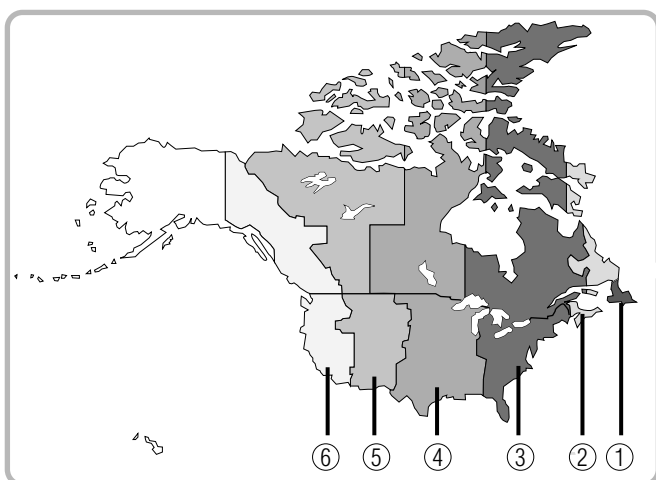 ⑥ ⑤ ④ ③ ② ①